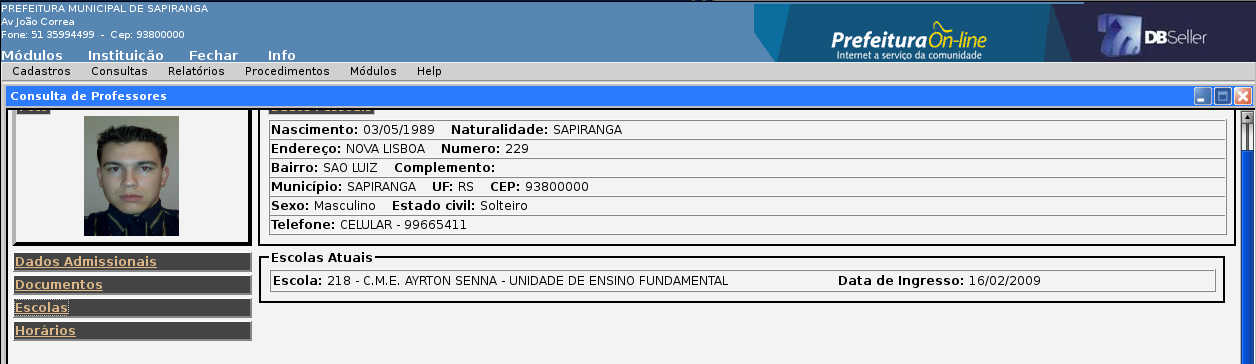 PREFEITURA MUNICIPAL DE SAPIRANGA
Av João Correa
Fone: 51 35994499 - Cep: 93800000
PrefeituraOn-line
Internet a serviço da comunidade
DBSeller
Módulos Instituição Fechar Info
Cadastros Consultas Relatórios Procedimentos Módulos Help
Consulta de Professores
Nascimento: 03/05/1989 Naturalidade: SAPIRANGA
Endereço: NOVA LISBOA Numero: 229
Bairro: SAO LUIZ Complemento:
Município: SAPIRANGA UF: RS CEP: 93800000
Sexo: Masculino Estado civil: Solteiro
Telefone: CELULAR - 99665411
Dados Admissionais
Documentos
Escolas
Horários
Escolas Atuais
Escola: 218 - C.M.E. AYRTON SENNA - UNIDADE DE ENSINO FUNDAMENTAL Data de Ingresso: 16/02/2009